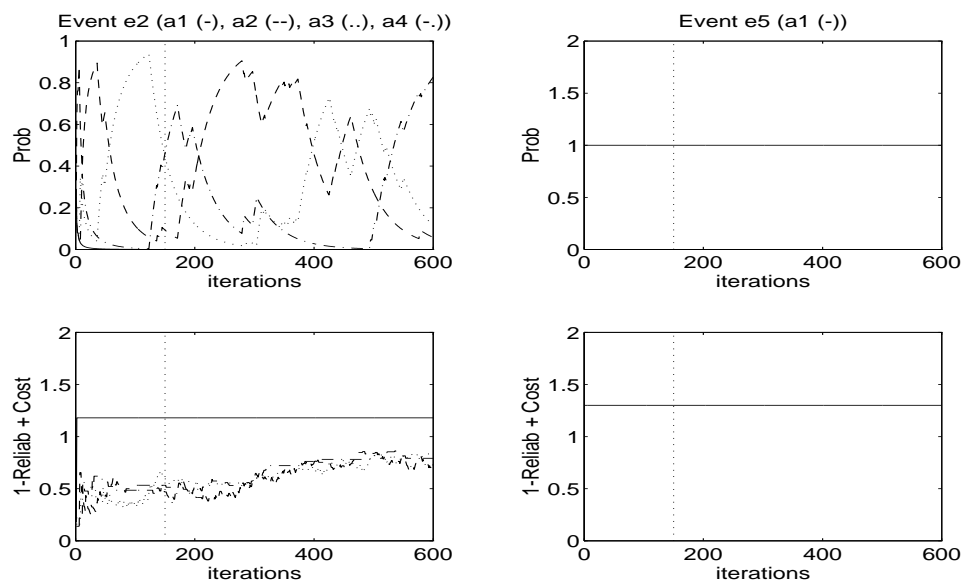 Event e2 (a1 (-), a2 (--), a3 (..), a4 (-.))
1
0.8
0.6
0.4
0.2
0
Prob
0 200 400 600
iterations
Event e5 (a1 (-))
2
1.5
1
0.5
0
Prob
0 200 400 600
iterations
2
1.5
1
0.5
0
1-Reliab + Cost
0 200 400 600
iterations
2
1.5
1
0.5
0
1-Reliab + Cost
0 200 400 600
iterations